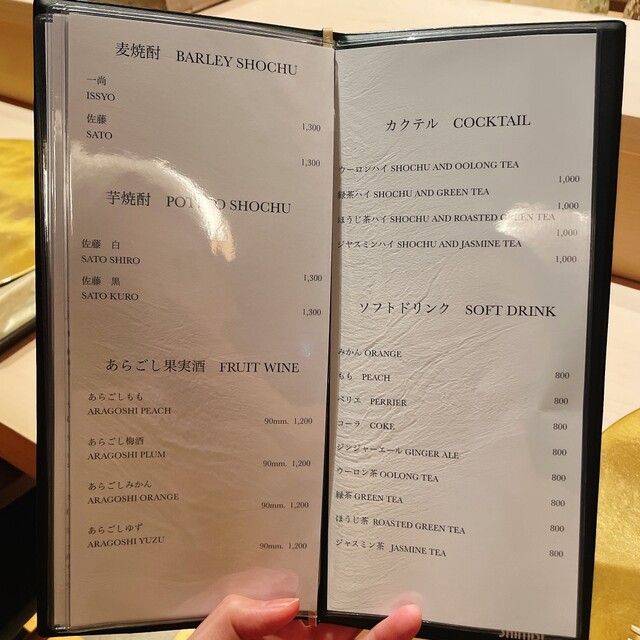 麦焼酎 BARLEY SHOCHU
一尚
ISSYO
1,300
佐藤
SATO
1,300
芋焼酎 POTATO SHOCHU
佐藤 白
SATO SHIRO
1,300
佐藤 黒
SATO KURO
1,300
あらごし果実酒 FRUIT WINE
あらごしもも
ARAGOSHI PEACH
90mm. 1,200
あらごし梅酒
ARAGOSHI PLUM
90mm. 1,200
あらごしみかん
ARAGOSHI ORANGE
90mm. 1,200
あらごしゆず
ARAGOSHI YUZU
90mm. 1,200
カクテル COCKTAIL
ウーロンハイ SHOCHU AND OOLONG TEA
1,000
緑茶ハイ SHOCHU AND GREEN TEA
1,000
ほうじ茶ハイ SHOCHU AND ROASTED GREEN TEA
1,000
ジャスミンハイ SHOCHU AND JASMINE TEA
1,000
ソフトドリンク SOFT DRINK
みかん ORANGE
800
もも PEACH
800
ペリエ PERRIER
800
コーラ COKE
800
ジンジャーエール GINGER ALE
800
ウーロン茶 OOLONG TEA
800
緑茶 GREEN TEA
800
ほうじ茶 ROASTED GREEN TEA
800
ジャスミン茶 JASMINE TEA